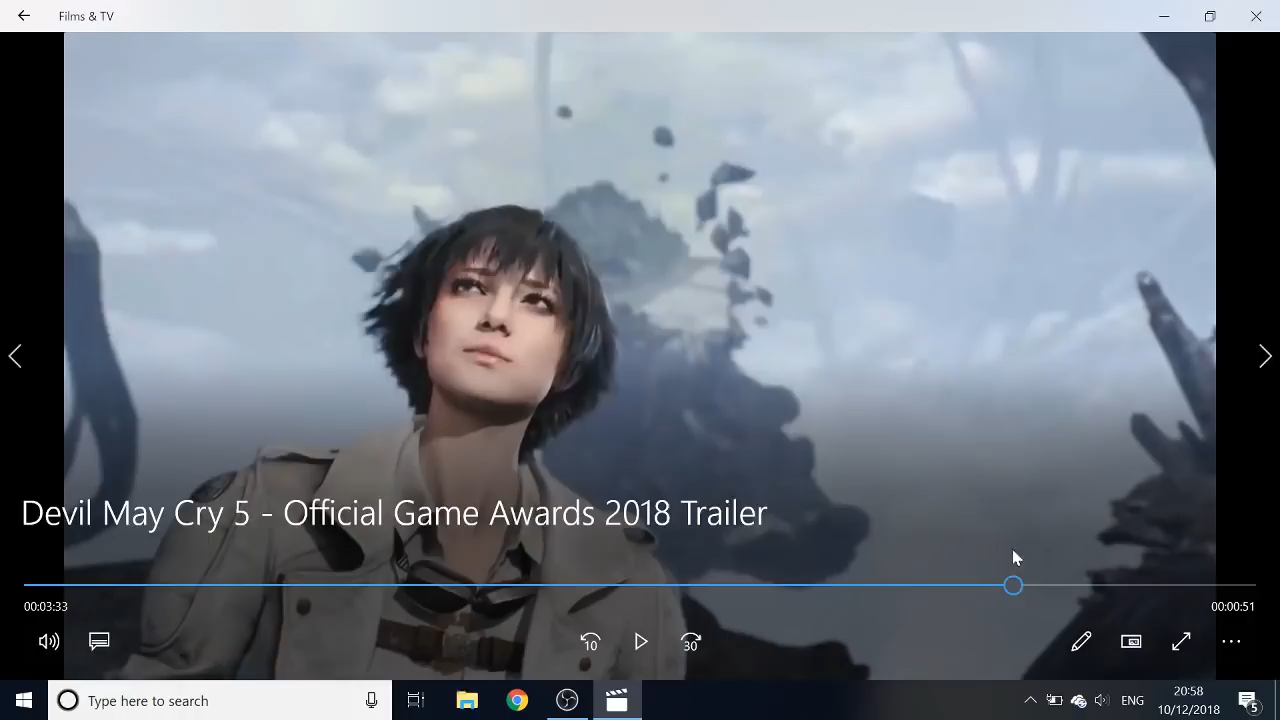 Films & TV
Devil May Cry 5 - Official Game Awards 2018 Trailer
00:03:33
00:00:51
10
30
Type here to search
ENG
20:58
10/12/2018
5